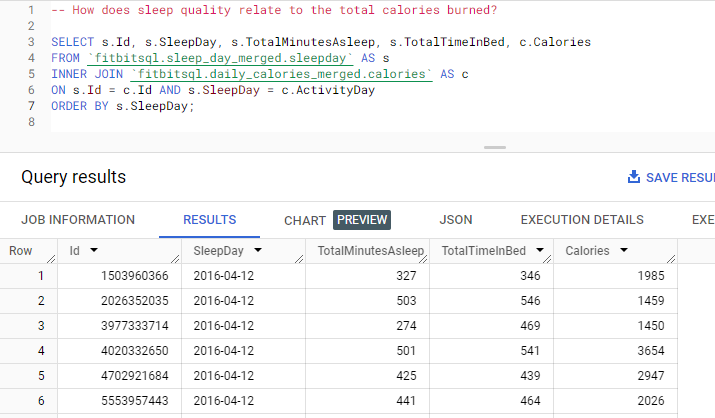 1 -- How does sleep quality relate to the total calories burned?
2
3 SELECT s.Id, s.SleepDay, s.TotalMinutesAsleep, s.TotalTimeInBed, c.Calories
4 FROM `fitbitsql.sleep_day_merged.sleepday` AS s
5 INNER JOIN `fitbitsql.daily_calories_merged.calories` AS c
6 ON s.Id = c.Id AND s.SleepDay = c.ActivityDay
7 ORDER BY s.SleepDay;
8
Query results SAVE RESU
JOB INFORMATION RESULTS CHART PREVIEW JSON EXECUTION DETAILS EXE
Row Id SleepDay TotalMinutesAsleep TotalTimeInBed Calories
1 1503960366 2016-04-12 327 346 1985
2 2026352035 2016-04-12 503 546 1459
3 3977333714 2016-04-12 274 469 1450
4 4020332650 2016-04-12 501 541 3654
5 4702921684 2016-04-12 425 439 2947
6 5553957443 2016-04-12 441 464 2026